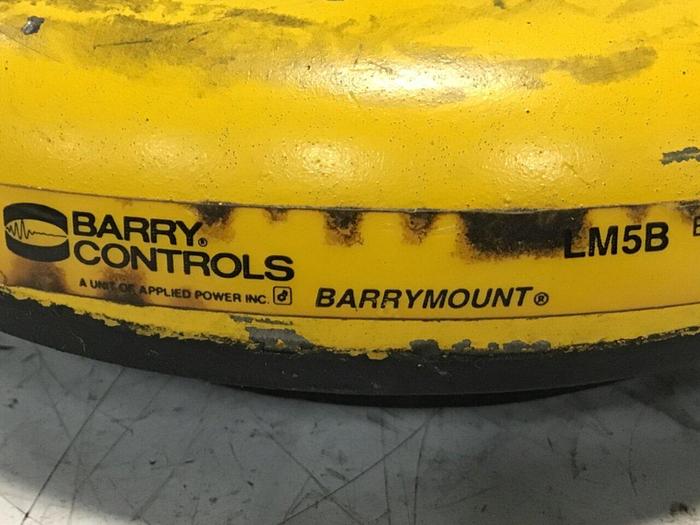 BARRY®
CONTROLS
A UNIT OF APPLIED POWER INC.
BARRYMOUNT®
LM5B